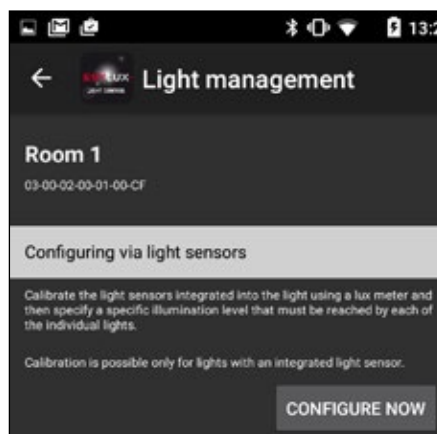 13:2
Light management
Room 1
03-00-02-00-01-00-CF
Configuring via light sensors
Calibrate the light sensors integrated into the light using a lux meter and
then specify a specific illumination level that must be reached by each of
the individual lights.
Calibration is possible only for lights with an integrated light sensor.
CONFIGURE NOW